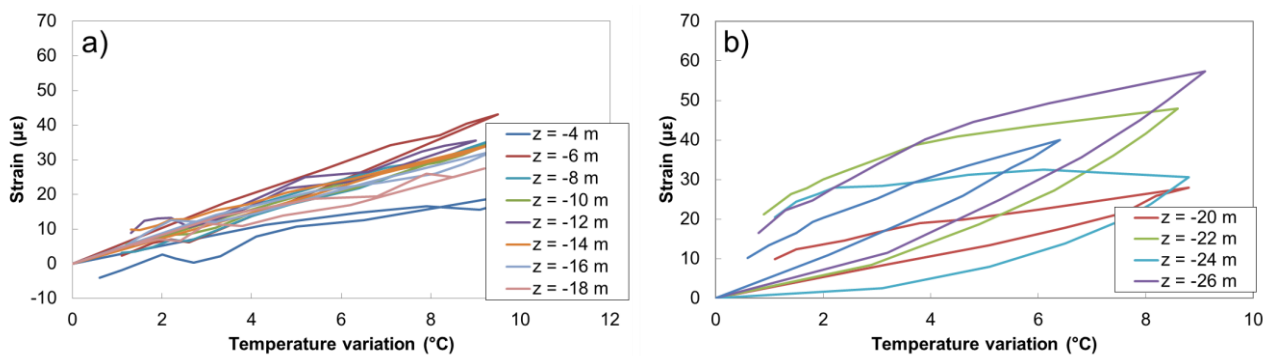 a)
Strain (με)
70
60
50
40
30
20
10
0
-10
0 2 4 6 8 10 12
Temperature variation (°C)
z = -4 m
z = -6 m
z = -8 m
z = -10 m
z = -12 m
z = -14 m
z = -16 m
z = -18 m
b)
Strain (με)
70
60
50
40
30
20
10
0
0 2 4 6 8 10
Temperature variation (°C)
z = -20 m
z = -22 m
z = -24 m
z = -26 m